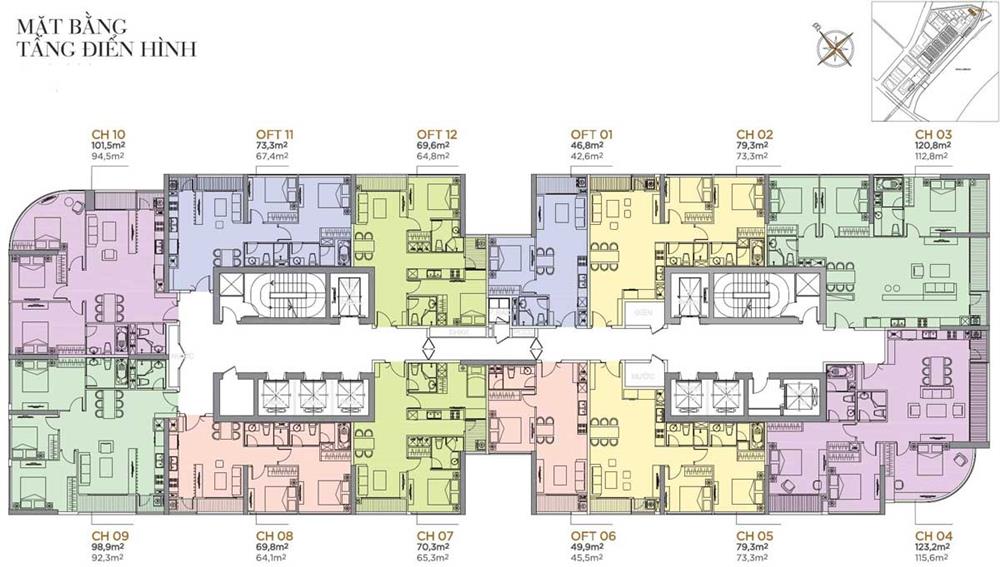 MẶT BẰNG
TẦNG ĐIỂN HÌNH
CH 10
101,5m²
94,5m²
OFT 11
73,3m²
67,4m²
OFT 12
69,6m²
64,8m²
OFT 01
46,8m²
42,6m²
CH 02
79,3m²
73,3m²
CH 03
120,8m²
112,8m²
ĐIỆN
NƯỚC
CH 09
98,9m²
92,3m²
CH 08
69,8m²
64,1m²
CH 07
70,3m²
65,3m²
OFT 06
49,9m²
45,5m²
CH 05
79,3m²
73,3m²
CH 04
123,2m²
115,6m²